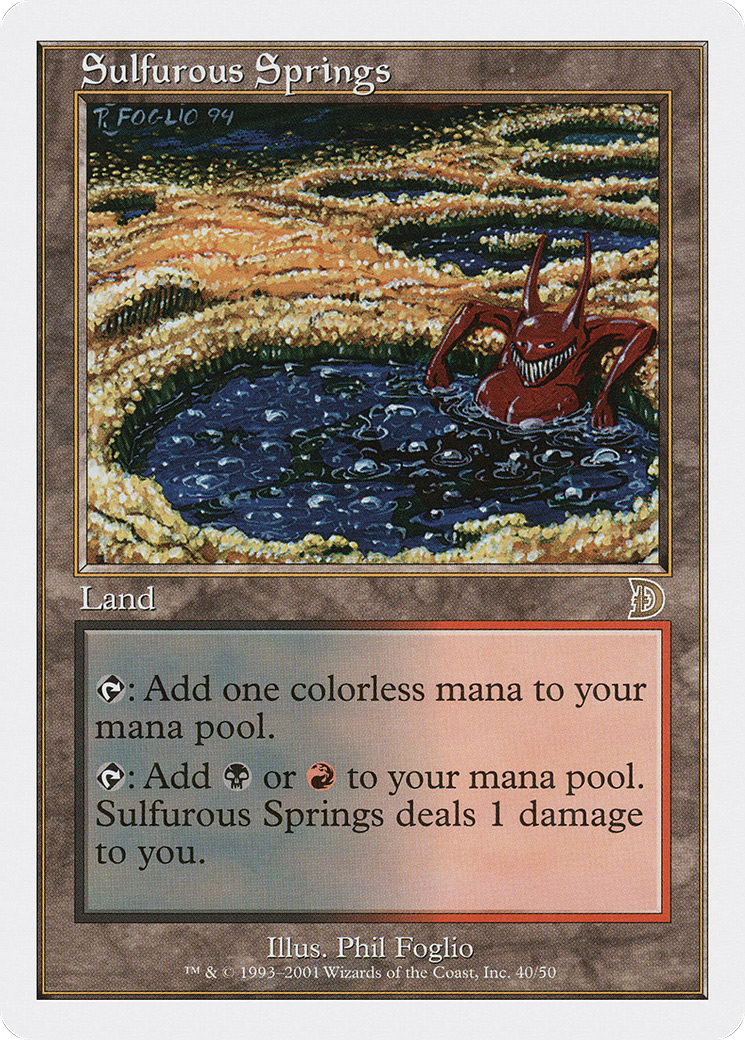 Sulfurous Springs
P. FOGLIO 94
Land
: Add one colorless mana to your
mana pool.
: Add or to your mana pool.
Sulfurous Springs deals 1 damage
to you.
Illus. Phil Foglio
™ & © 1993–2001 Wizards of the Coast, Inc. 40/50